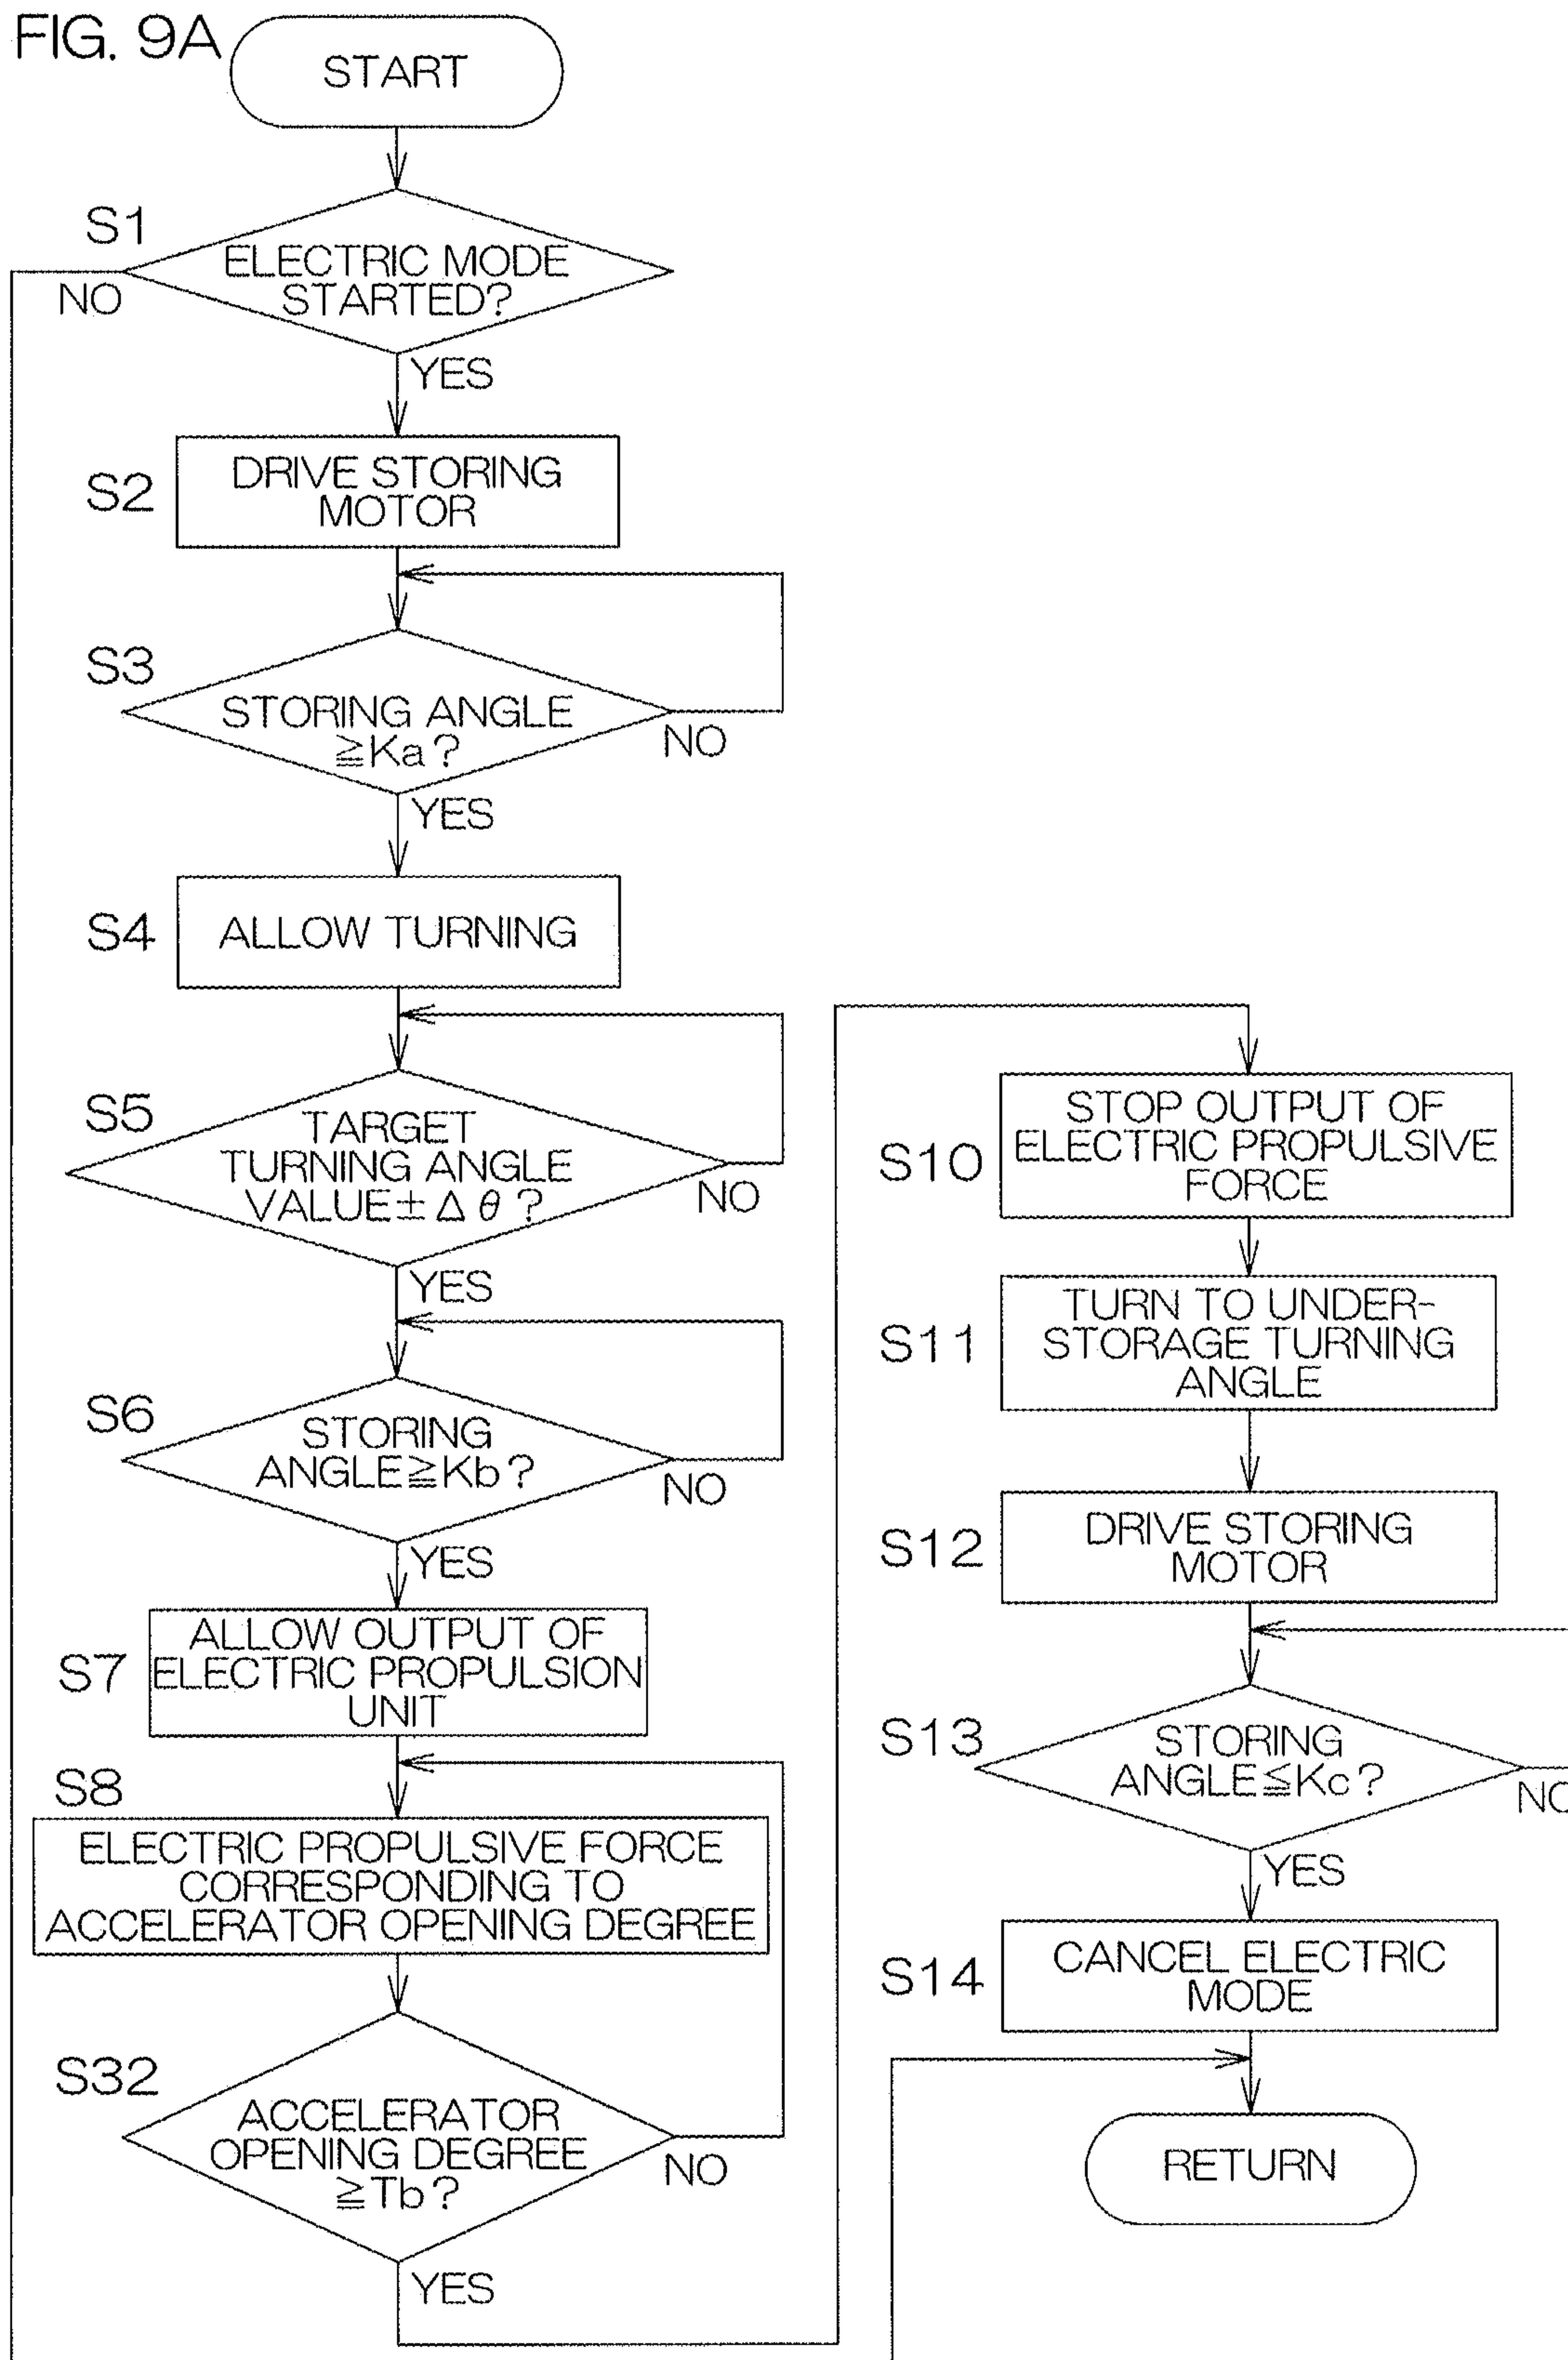 FIG. 9A
START
S1
ELECTRIC MODE
STARTED?
NO
YES
S2
DRIVE STORING
MOTOR
S3
STORING ANGLE
≧Ka?
NO
YES
S4
ALLOW TURNING
S5
TARGET
TURNING ANGLE
VALUE±Δθ?
NO
YES
S6
STORING
ANGLE≧Kb?
NO
YES
S7
ALLOW OUTPUT OF
ELECTRIC PROPULSION
UNIT
S8
ELECTRIC PROPULSIVE FORCE
CORRESPONDING TO
ACCELERATOR OPENING DEGREE
S32
ACCELERATOR
OPENING DEGREE
≧Tb?
NO
YES
S10
STOP OUTPUT OF
ELECTRIC PROPULSIVE
FORCE
S11
TURN TO UNDER-
STORAGE TURNING
ANGLE
S12
DRIVE STORING
MOTOR
S13
STORING
ANGLE≦Kc?
NO
YES
S14
CANCEL ELECTRIC
MODE
RETURN